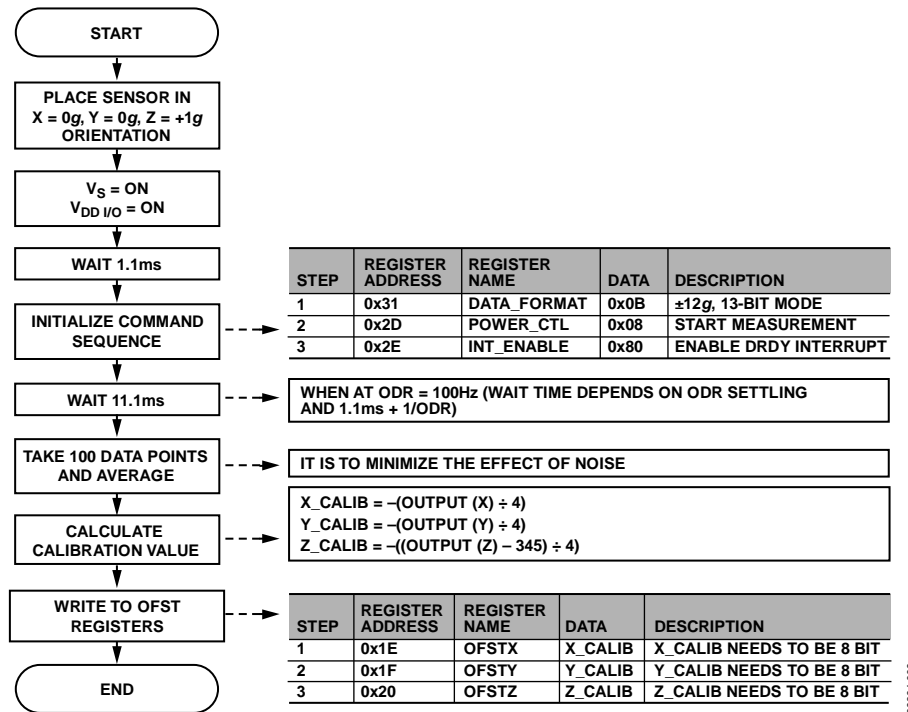 START
PLACE SENSOR IN
X = 0g, Y = 0g, Z = +1g
ORIENTATION
VS = ON
VDD I/O = ON
WAIT 1.1ms
INITIALIZE COMMAND
SEQUENCE
STEP REGISTER ADDRESS REGISTER NAME DATA DESCRIPTION
1 0x31 DATA_FORMAT 0x0B ±12g, 13-BIT MODE
2 0x2D POWER_CTL 0x08 START MEASUREMENT
3 0x2E INT_ENABLE 0x80 ENABLE DRDY INTERRUPT
WAIT 11.1ms
WHEN AT ODR = 100Hz (WAIT TIME DEPENDS ON ODR SETTLING
AND 1.1ms + 1/ODR)
TAKE 100 DATA POINTS
AND AVERAGE
IT IS TO MINIMIZE THE EFFECT OF NOISE
CALCULATE
CALIBRATION VALUE
X_CALIB = –(OUTPUT (X) ÷ 4)
Y_CALIB = –(OUTPUT (Y) ÷ 4)
Z_CALIB = –((OUTPUT (Z) – 345) ÷ 4)
WRITE TO OFST
REGISTERS
STEP REGISTER ADDRESS REGISTER NAME DATA DESCRIPTION
1 0x1E OFSTX X_CALIB X_CALIB NEEDS TO BE 8 BIT
2 0x1F OFSTY Y_CALIB Y_CALIB NEEDS TO BE 8 BIT
3 0x20 OFSTZ Z_CALIB Z_CALIB NEEDS TO BE 8 BIT
END